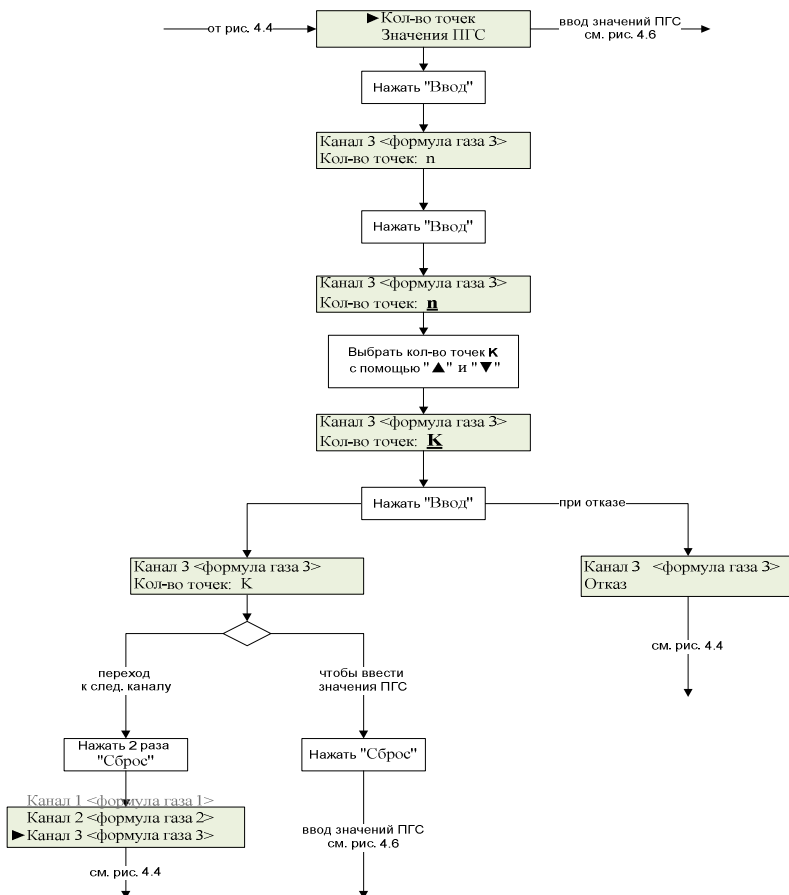 от рис. 4.4
►Кол-во точек
Значения ПГС
ввод значений ПГС
см. рис. 4.6
Нажать "Ввод"
Канал 3 <формула газа 3>
Кол-во точек: n
Нажать "Ввод"
Канал 3 <формула газа 3>
Кол-во точек: n
Выбрать кол-во точек K
с помощью "▲" и "▼"
Канал 3 <формула газа 3>
Кол-во точек: K
Нажать "Ввод"
при отказе
Канал 3 <формула газа 3>
Кол-во точек: K
Канал 3 <формула газа 3>
Отказ
см. рис. 4.4
переход
к след. каналу
чтобы ввести
значения ПГС
Нажать 2 раза
"Сброс"
Нажать "Сброс"
Канал 1 <формула газа 1>
Канал 2 <формула газа 2>
►Канал 3 <формула газа 3>
ввод значений ПГС
см. рис. 4.6
см. рис. 4.4